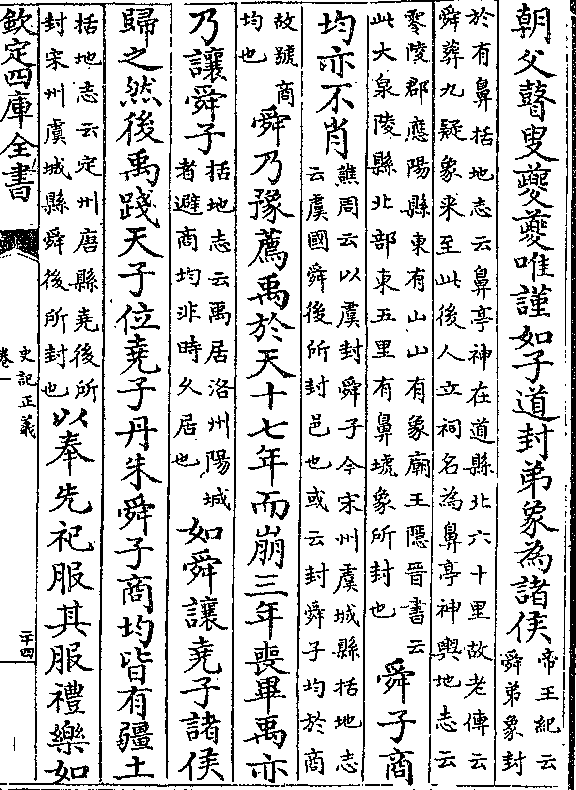 朝父瞽叟夔夔唯謹如子道封弟象為諸侯帝王紀云
舜弟象封
於有鼻括地志云鼻亭神在道縣北六十里故老傳云
舜葬九疑象来至此後人立祠名為鼻亭神輿地志云
零陵郡應陽縣東有山山有象廟王隱晉書云
此大泉陵縣北部東五里有鼻墟象所封也
舜子商
均亦不肖譙周云以虞封舜子今宋州虞城縣括地志
云虞國舜後所封邑也或云封舜子均於商
故號商
均也
舜乃豫薦禹於天十七年而崩三年喪畢禹亦
乃讓舜子括地志云禹居洛州陽城
者避商均非時久居也
如舜讓堯子諸侯
歸之然後禹踐天子位堯子丹朱舜子商均皆有疆土
括地志云定州唐縣堯後所
封宋州虞城縣舜後所封也
以奉先祀服其服禮樂如
欽定四庫全書
史記正義
卷一
二十四